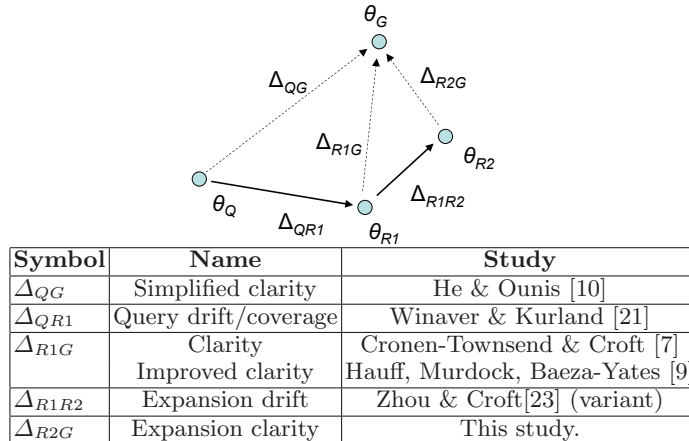 θG
ΔQG
ΔR2G
ΔR1G
θR2
θQ
ΔR1R2
ΔQR1
θR1
Symbol Name Study
ΔQG Simplified clarity He & Ounis [10]
ΔQR1 Query drift/coverage Winaver & Kurland [21]
ΔR1G Clarity Cronen-Townsend & Croft [7]
Improved clarity Hauff, Murdock, Baeza-Yates [9]
ΔR1R2 Expansion drift Zhou & Croft[23] (variant)
ΔR2G Expansion clarity This study.